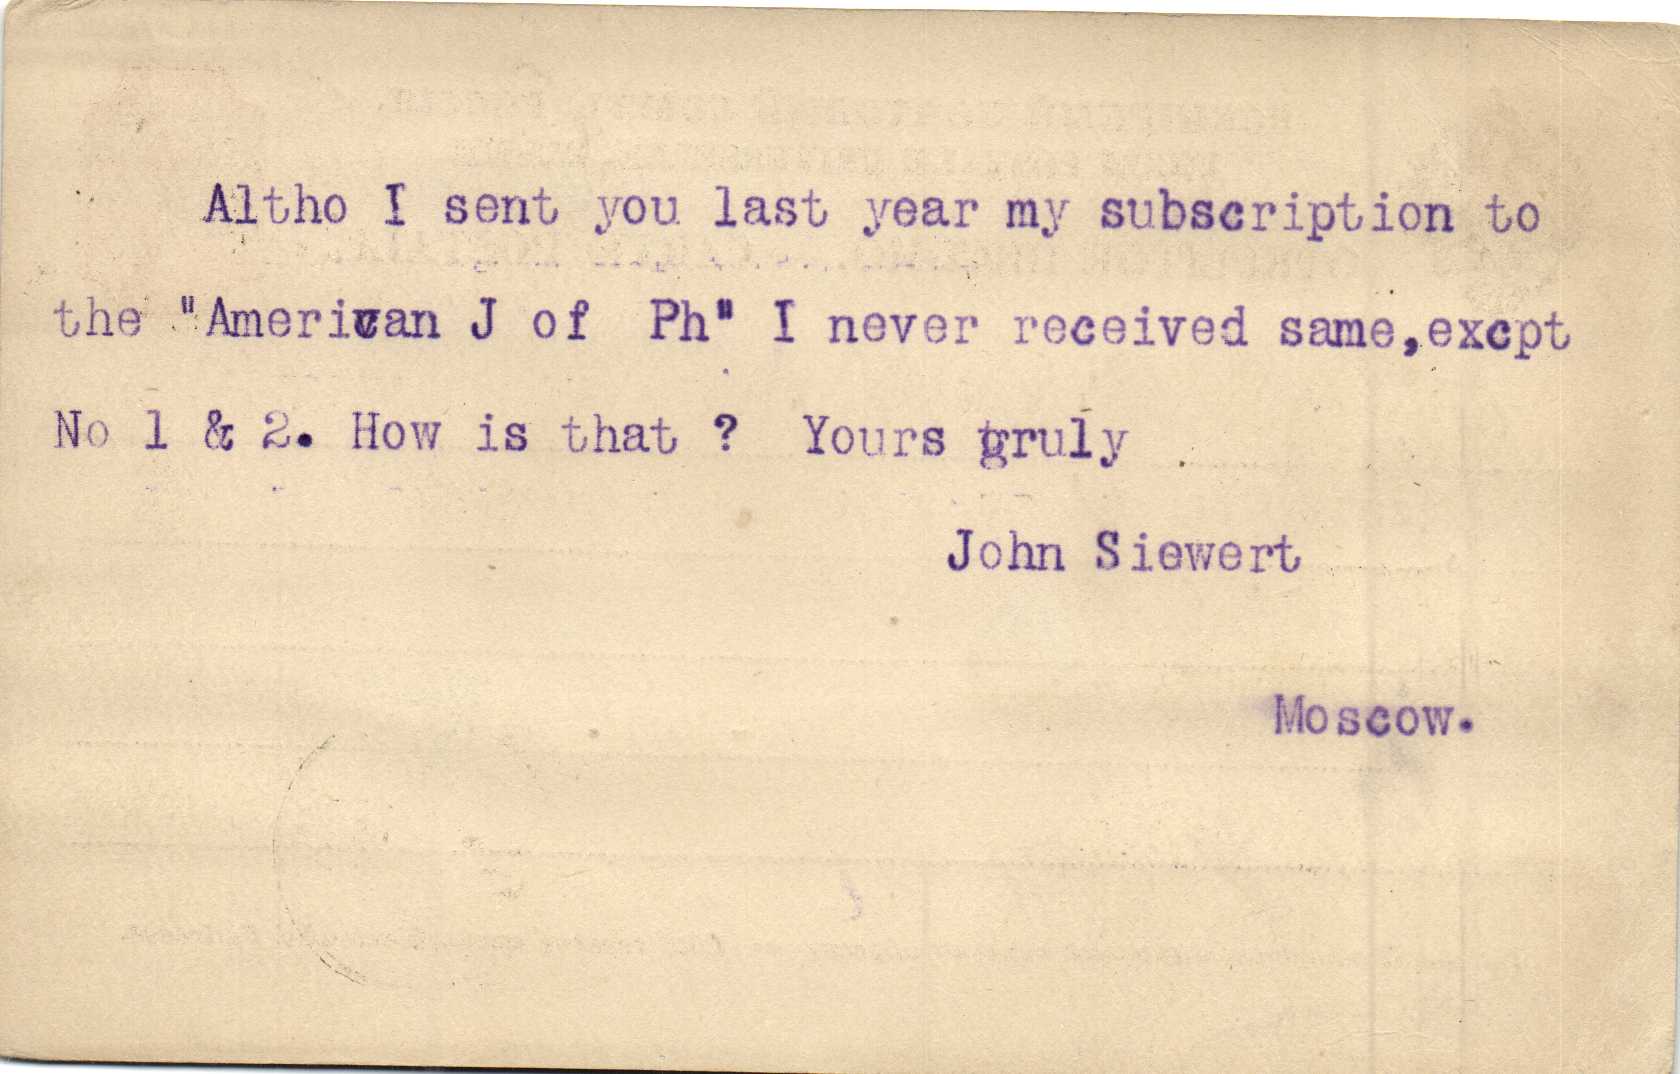 Altho I sent you last year my subscription to
the "American J of Ph" I never received same,excpt
No 1 & 2. How is that ? Yours truly
John Siewert
Moscow.